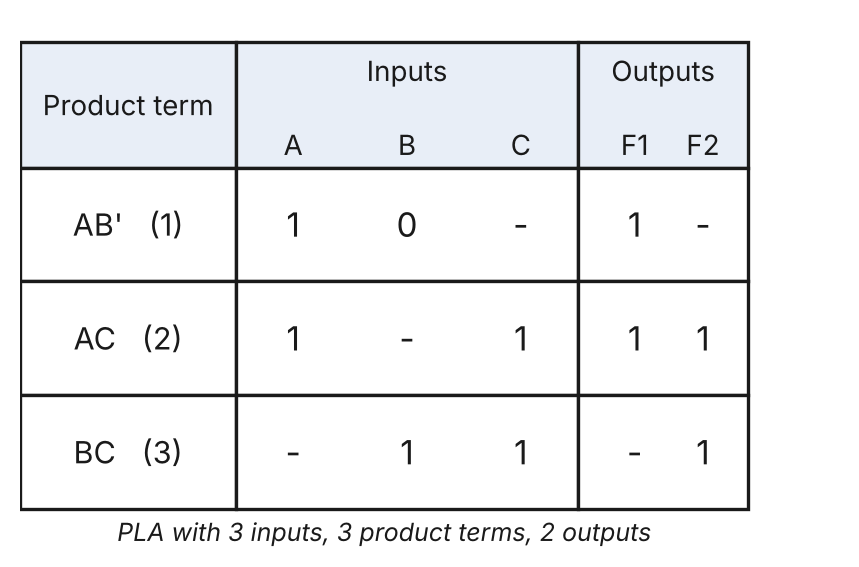 Inputs Outputs
Product term
A B C F1 F2
AB' (1) 1 0 - 1 -
AC (2) 1 - 1 1 1
BC (3) - 1 1 - 1
PLA with 3 inputs, 3 product terms, 2 outputs